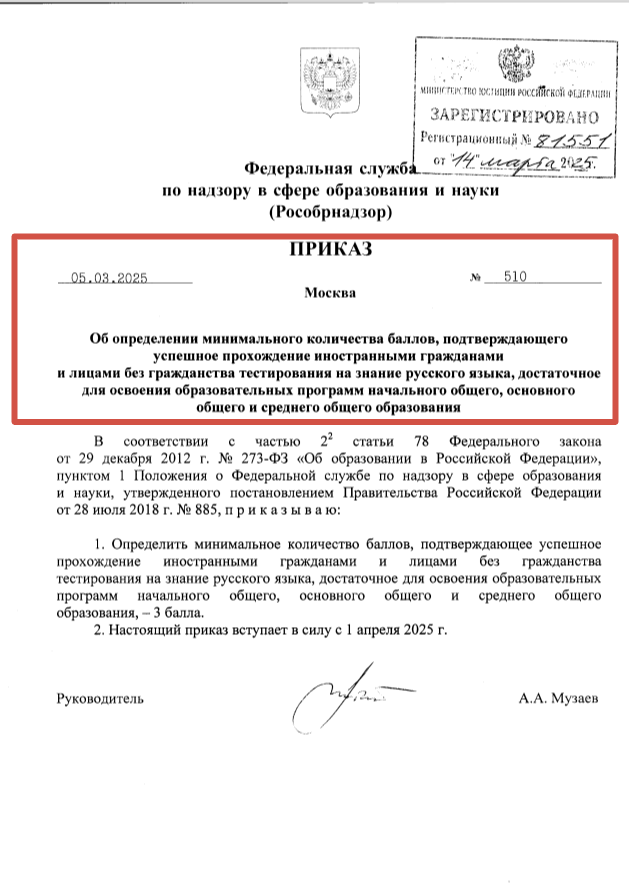 МИНИСТЕРСТВО ЮСТИЦИИ РОССИЙСКОЙ ФЕДЕРАЦИИ
ЗАРЕГИСТРИРОВАНО
Регистрационный № 81551
от "14" марта 2025.
Федеральная служба
по надзору в сфере образования и науки
(Рособрнадзор)
ПРИКАЗ
05.03.2025 № 510
Москва
Об определении минимального количества баллов, подтверждающего
успешное прохождение иностранными гражданами
и лицами без гражданства тестирования на знание русского языка, достаточное
для освоения образовательных программ начального общего, основного
общего и среднего общего образования
В соответствии с частью 2² статьи 78 Федерального закона
от 29 декабря 2012 г. № 273-ФЗ «Об образовании в Российской Федерации»,
пунктом 1 Положения о Федеральной службе по надзору в сфере образования
и науки, утвержденного постановлением Правительства Российской Федерации
от 28 июля 2018 г. № 885, п р и к а з ы в а ю:
1. Определить минимальное количество баллов, подтверждающее успешное
прохождение иностранными гражданами и лицами без гражданства
тестирования на знание русского языка, достаточное для освоения образовательных
программ начального общего, основного общего и среднего общего
образования, – 3 балла.
2. Настоящий приказ вступает в силу с 1 апреля 2025 г.
Руководитель А.А. Музаев